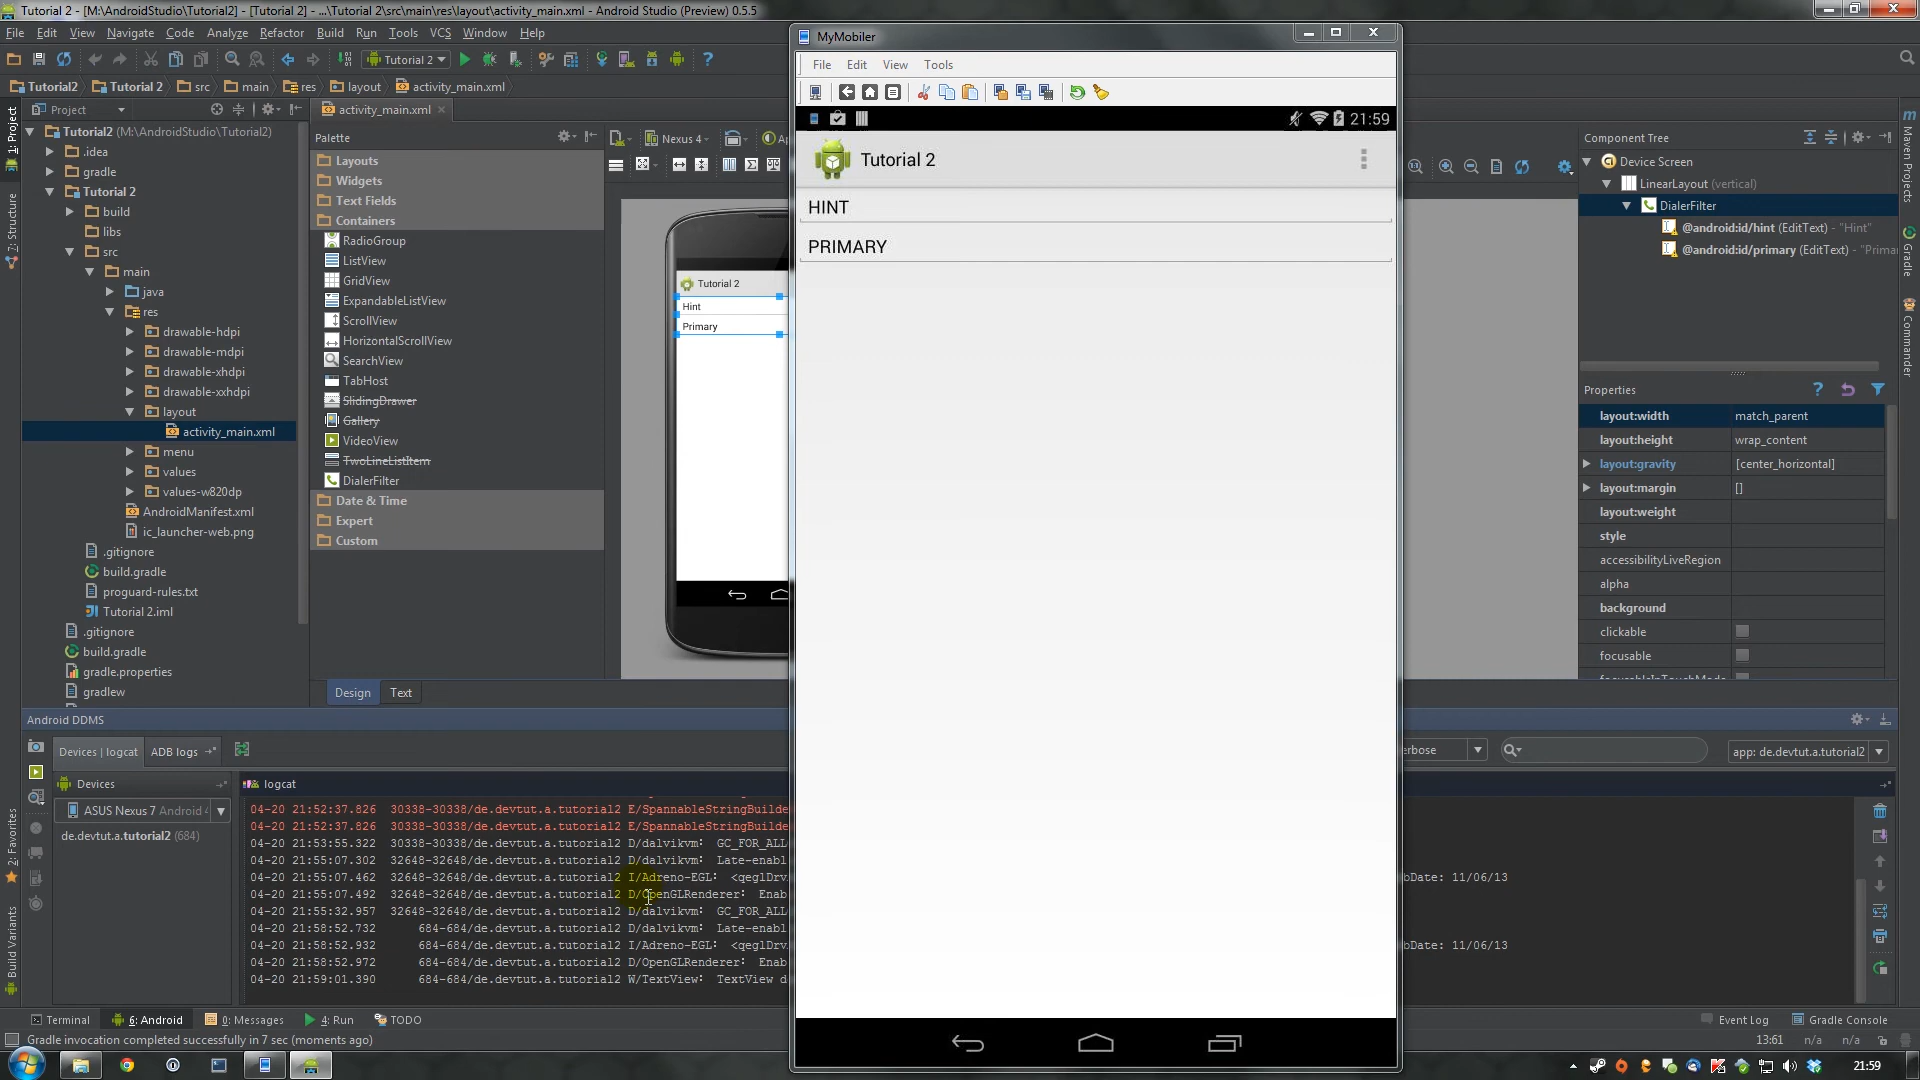 Tutorial 2 - [M:\AndroidStudio\Tutorial2] - [Tutorial 2] - ...\Tutorial 2\src\main\res\layout\activity_main.xml - Android Studio (Preview) 0.5.5
File Edit View Navigate Code Analyze Refactor Build Run Tools VCS Window Help
Tutorial 2
Tutorial2 Tutorial 2 src main res layout activity_main.xml
1: Project
7: Structure
2: Favorites
Build Variants
Project
Tutorial2 (M:\AndroidStudio\Tutorial2)
.idea
gradle
Tutorial 2
build
libs
src
main
java
res
drawable-hdpi
drawable-mdpi
drawable-xhdpi
drawable-xxhdpi
layout
activity_main.xml
menu
values
values-w820dp
AndroidManifest.xml
ic_launcher-web.png
.gitignore
build.gradle
proguard-rules.txt
Tutorial 2.iml
.gitignore
build.gradle
gradle.properties
gradlew
activity_main.xml
Palette
Layouts
Widgets
Text Fields
Containers
RadioGroup
ListView
GridView
ExpandableListView
ScrollView
HorizontalScrollView
SearchView
TabHost
SlidingDrawer
Gallery
VideoView
TwoLineListItem
DialerFilter
Date & Time
Expert
Custom
Design Text
Nexus 4
Tutorial 2
Hint
Primary
MyMobiler
File Edit View Tools
21:59
Tutorial 2
HINT
PRIMARY
Component Tree
Device Screen
LinearLayout (vertical)
DialerFilter
@android:id/hint (EditText) - "Hint"
@android:id/primary (EditText) - "Prima
Properties
layout:width match_parent
layout:height wrap_content
layout:gravity [center_horizontal]
layout:margin []
layout:weight
style
accessibilityLiveRegion
alpha
background
clickable
focusable
focusableInTouchMode
Maven Projects
Gradle
Commander
Android DDMS
Devices | logcat ADB logs
erbose
app: de.devtut.a.tutorial2
Devices
ASUS Nexus 7 Android 4
de.devtut.a.tutorial2 (684)
logcat
04-20 21:52:37.826 30338-30338/de.devtut.a.tutorial2 E/SpannableStringBuilde
04-20 21:52:37.826 30338-30338/de.devtut.a.tutorial2 E/SpannableStringBuilde
04-20 21:53:55.322 30338-30338/de.devtut.a.tutorial2 D/dalvikvm: GC_FOR_ALL
04-20 21:55:07.302 32648-32648/de.devtut.a.tutorial2 D/dalvikvm: Late-enabl
04-20 21:55:07.462 32648-32648/de.devtut.a.tutorial2 I/Adreno-EGL: <qeglDrv bDate: 11/06/13
04-20 21:55:07.492 32648-32648/de.devtut.a.tutorial2 D/OpenGLRenderer: Enab
04-20 21:55:32.957 32648-32648/de.devtut.a.tutorial2 D/dalvikvm: GC_FOR_ALL
04-20 21:58:52.732 684-684/de.devtut.a.tutorial2 D/dalvikvm: Late-enabl
04-20 21:58:52.932 684-684/de.devtut.a.tutorial2 I/Adreno-EGL: <qeglDrv bDate: 11/06/13
04-20 21:58:52.972 684-684/de.devtut.a.tutorial2 D/OpenGLRenderer: Enab
04-20 21:59:01.390 684-684/de.devtut.a.tutorial2 W/TextView: TextView d
Terminal 6: Android 0: Messages 4: Run TODO
Event Log Gradle Console
Gradle invocation completed successfully in 7 sec (moments ago)
13:61 n/a n/a
21:59